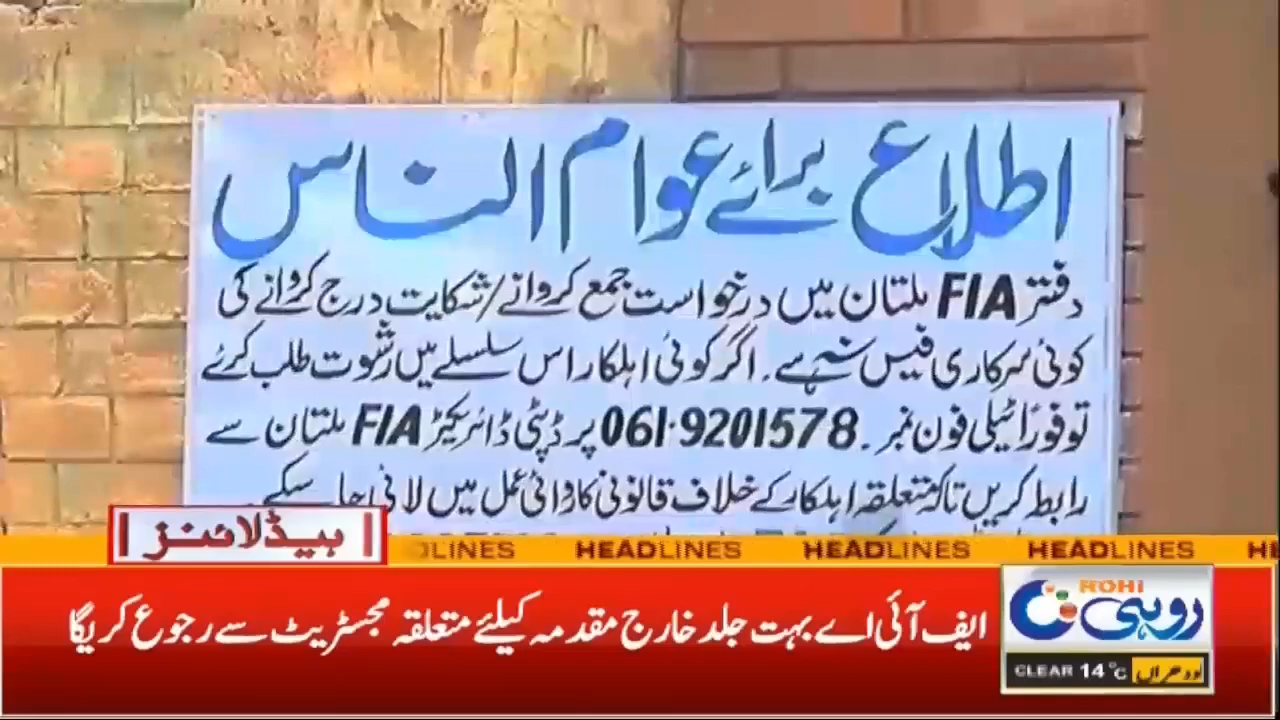 اطلاع برائے عوام الناس
دفتر FIA ملتان میں درخواست جمع کروانے/شکایت درج کروانے کی
کوئی سرکاری فیس نہ ہے۔ اگر کوئی اہلکار اس سلسلے میں رشوت طلب کرے
تو فوراً ٹیلی فون نمبر۔ 061-9201578 پر ڈپٹی ڈائریکٹر FIA ملتان سے
رابطہ کریں تاکہ متعلقہ اہلکار کے خلاف قانونی کاروائی عمل میں لائی جا سکے
ہیڈلائنز
DLINES HEADLINES HEADLINES HEADLINES H
ایف آئی اے بہت جلد خارج مقدمہ کیلئے متعلقہ مجسٹریٹ سے رجوع کریگا
ROHI
روہی
CLEAR 14°C لودھراں